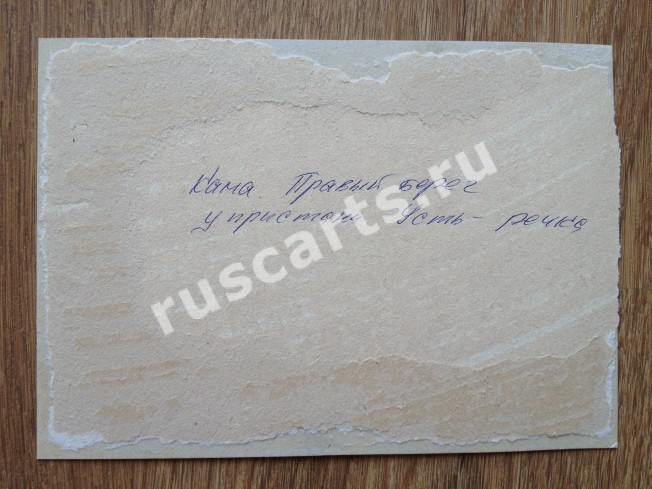 Кама. Правый берег
у пристани Усть-речка
ruscarts.ru